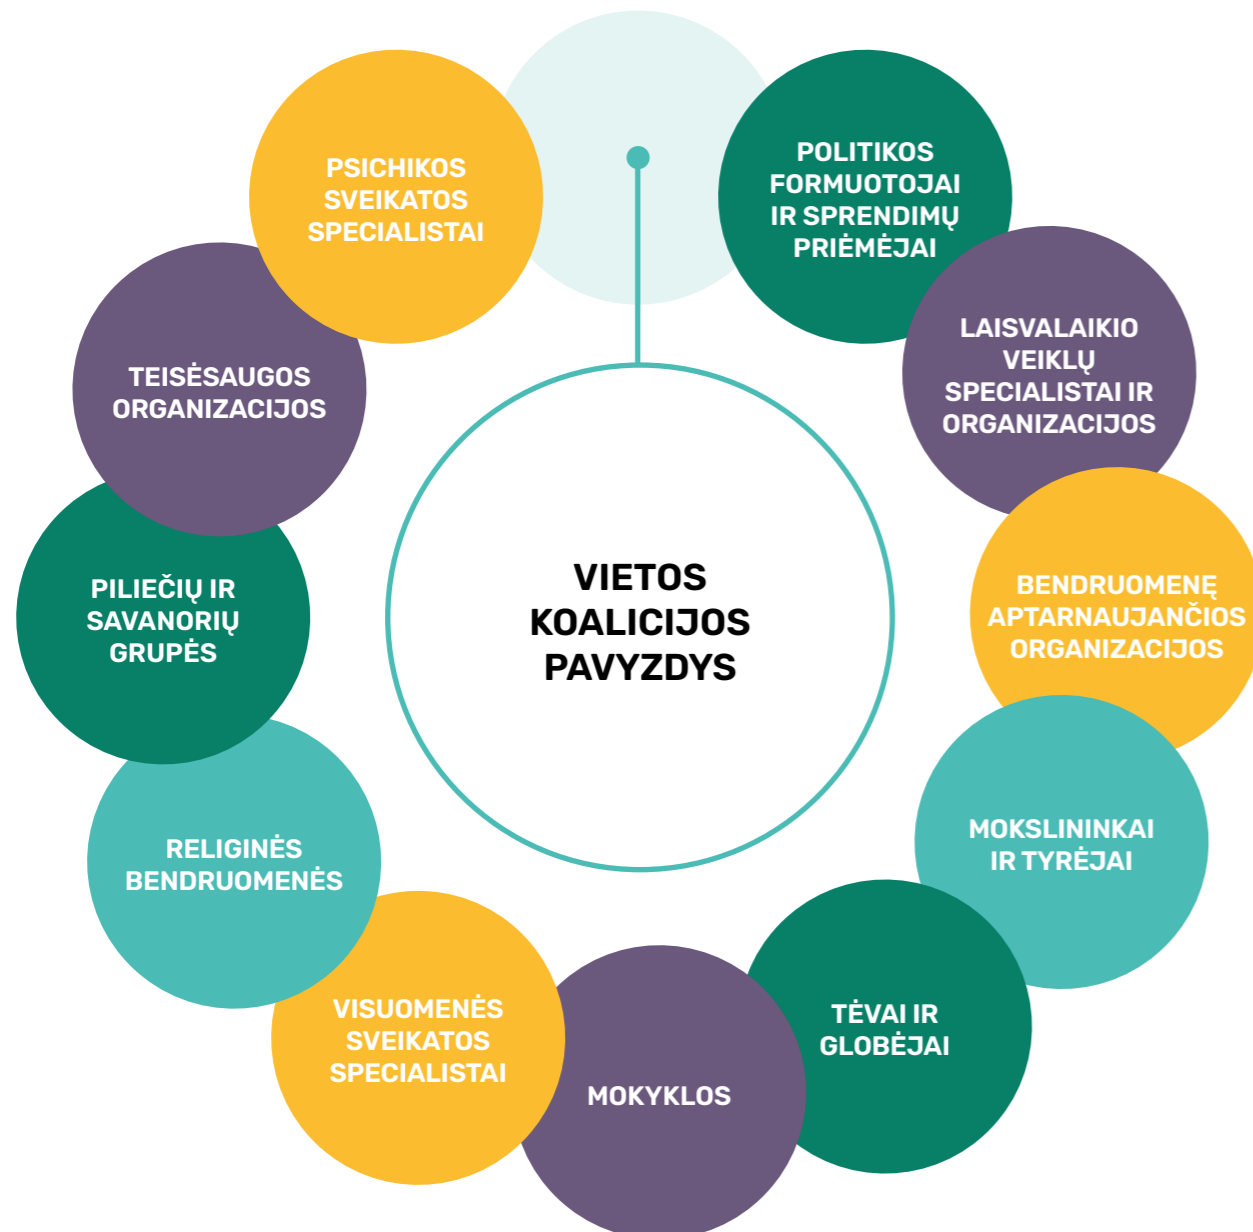 PSICHIKOS
SVEIKATOS
SPECIALISTAI
POLITIKOS
FORMUOTOJAI
IR SPRENDIMŲ
PRIĖMĖJAI
LAISVALAIKIO
VEIKLŲ
SPECIALISTAI IR
ORGANIZACIJOS
BENDRUOMENĘ
APTARNAUJANČIOS
ORGANIZACIJOS
MOKSLININKAI
IR TYRĖJAI
TĖVAI IR
GLOBĖJAI
MOKYKLOS
VISUOMENĖS
SVEIKATOS
SPECIALISTAI
RELIGINĖS
BENDRUOMENĖS
PILIEČIŲ IR
SAVANORIŲ
GRUPĖS
TEISĖSAUGOS
ORGANIZACIJOS
VIETOS
KOALICIJOS
PAVYZDYS